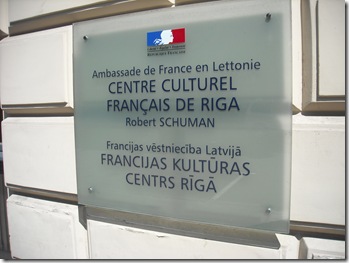 Ambassade de France en Lettonie
CENTRE CULTUREL
FRANÇAIS DE RIGA
Robert SCHUMAN
Francijas vēstniecība Latvijā
FRANCIJAS KULTŪRAS
CENTRS RĪGĀ